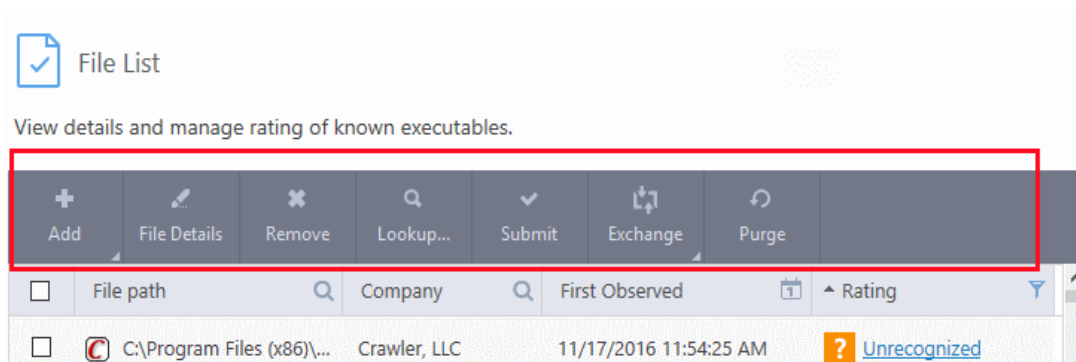 File List
View details and manage rating of known executables.
Add File Details Remove Lookup... Submit Exchange Purge
File path Company First Observed 1 Rating
C C:\Program Files (x86)\... Crawler, LLC 11/17/2016 11:54:25 AM ? Unrecognized